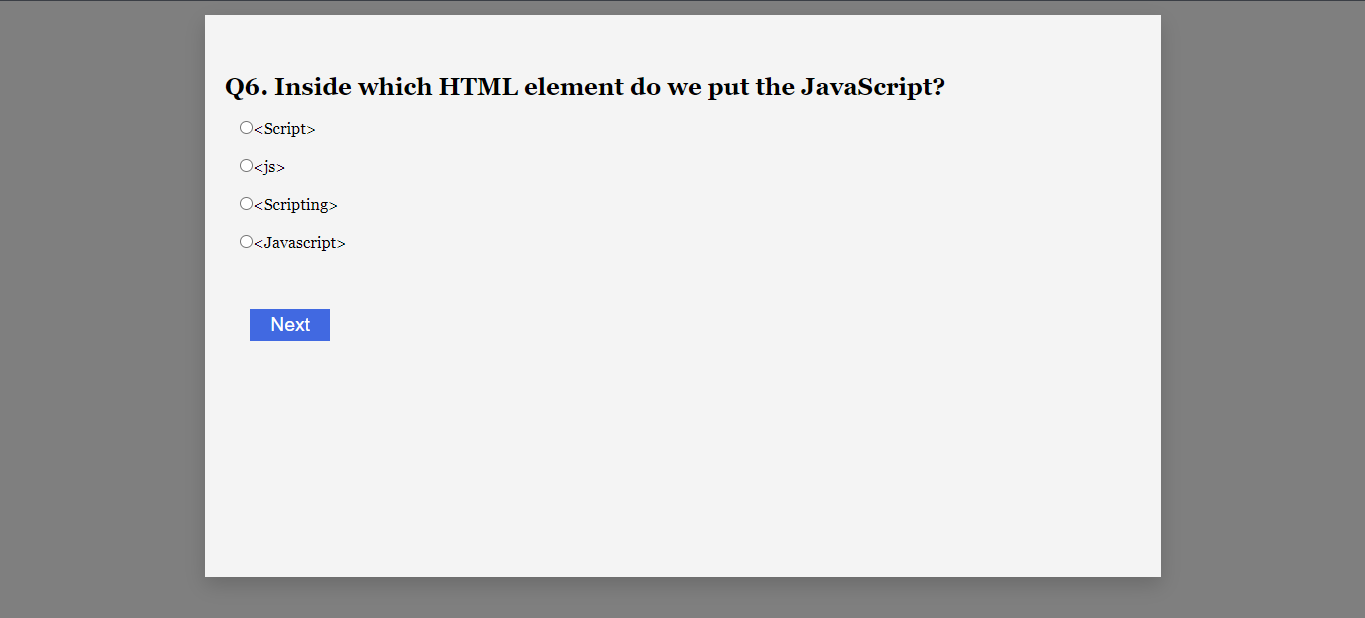 Q6. Inside which HTML element do we put the JavaScript?
<Script>
<js>
<Scripting>
<Javascript>
Next